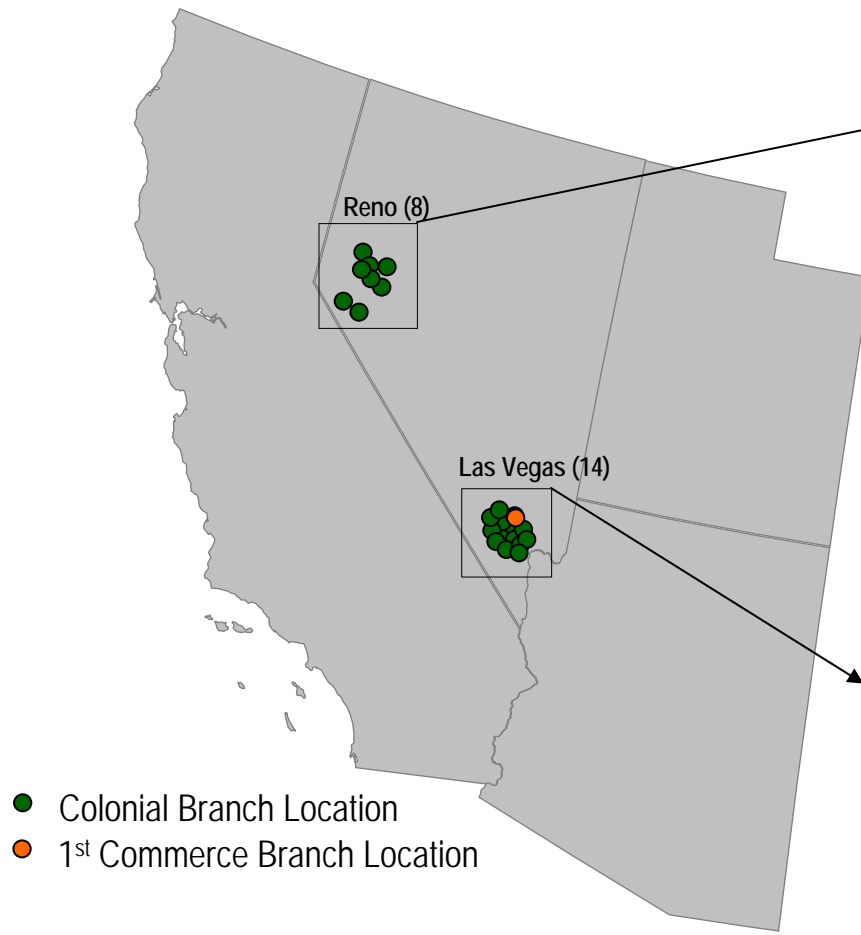 Reno (8)
Las Vegas (14)
Colonial Branch Location
1st Commerce Branch Location